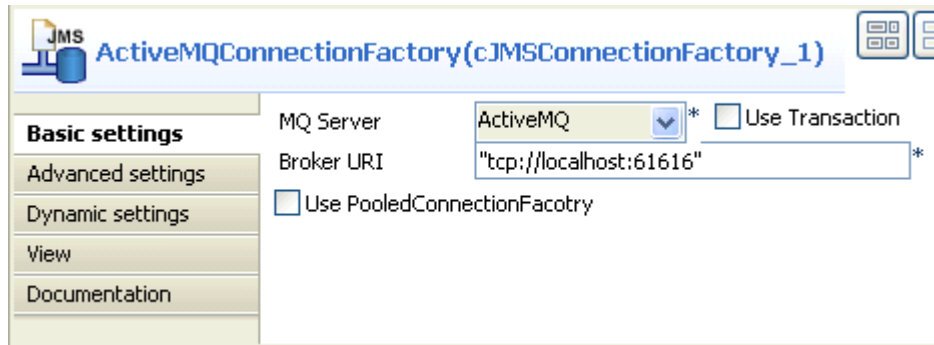 JMS
ActiveMQConnectionFactory(cJMSConnectionFactory_1)
Basic settings
Advanced settings
Dynamic settings
View
Documentation
MQ Server ActiveMQ * Use Transaction
Broker URI "tcp://localhost:61616" *
Use PooledConnectionFacotry